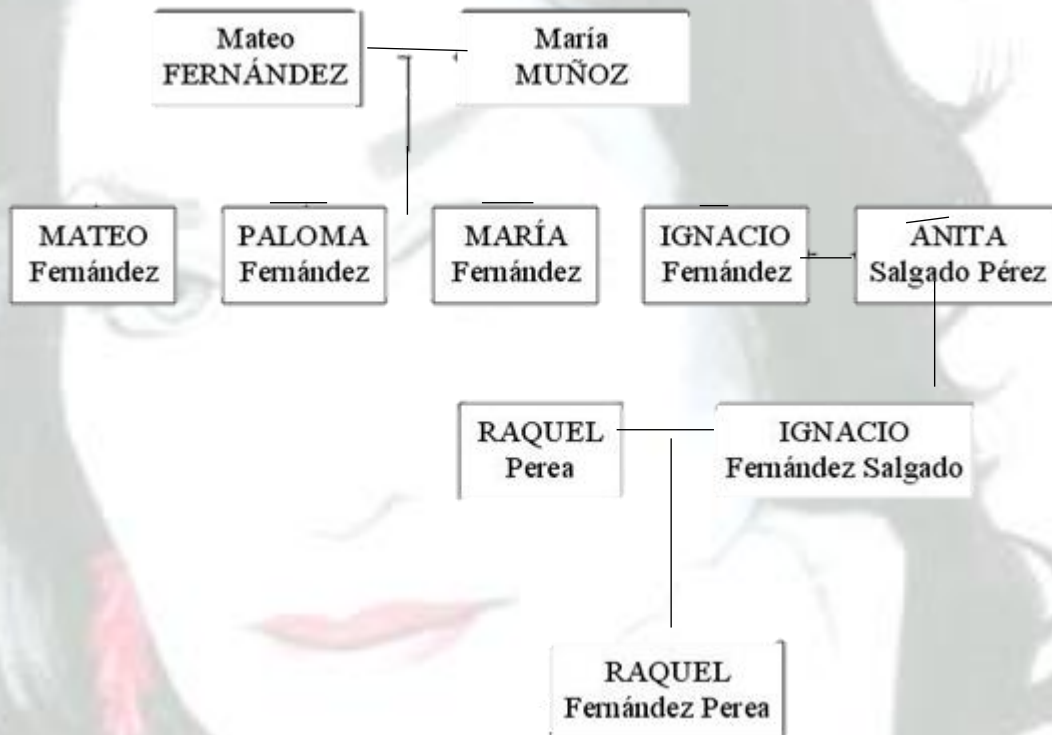 Mateo
FERNÁNDEZ
María
MUÑOZ
MATEO
Fernández
PALOMA
Fernández
MARÍA
Fernández
IGNACIO
Fernández
ANITA
Salgado Pérez
RAQUEL
Perea
IGNACIO
Fernández Salgado
RAQUEL
Fernández Perea